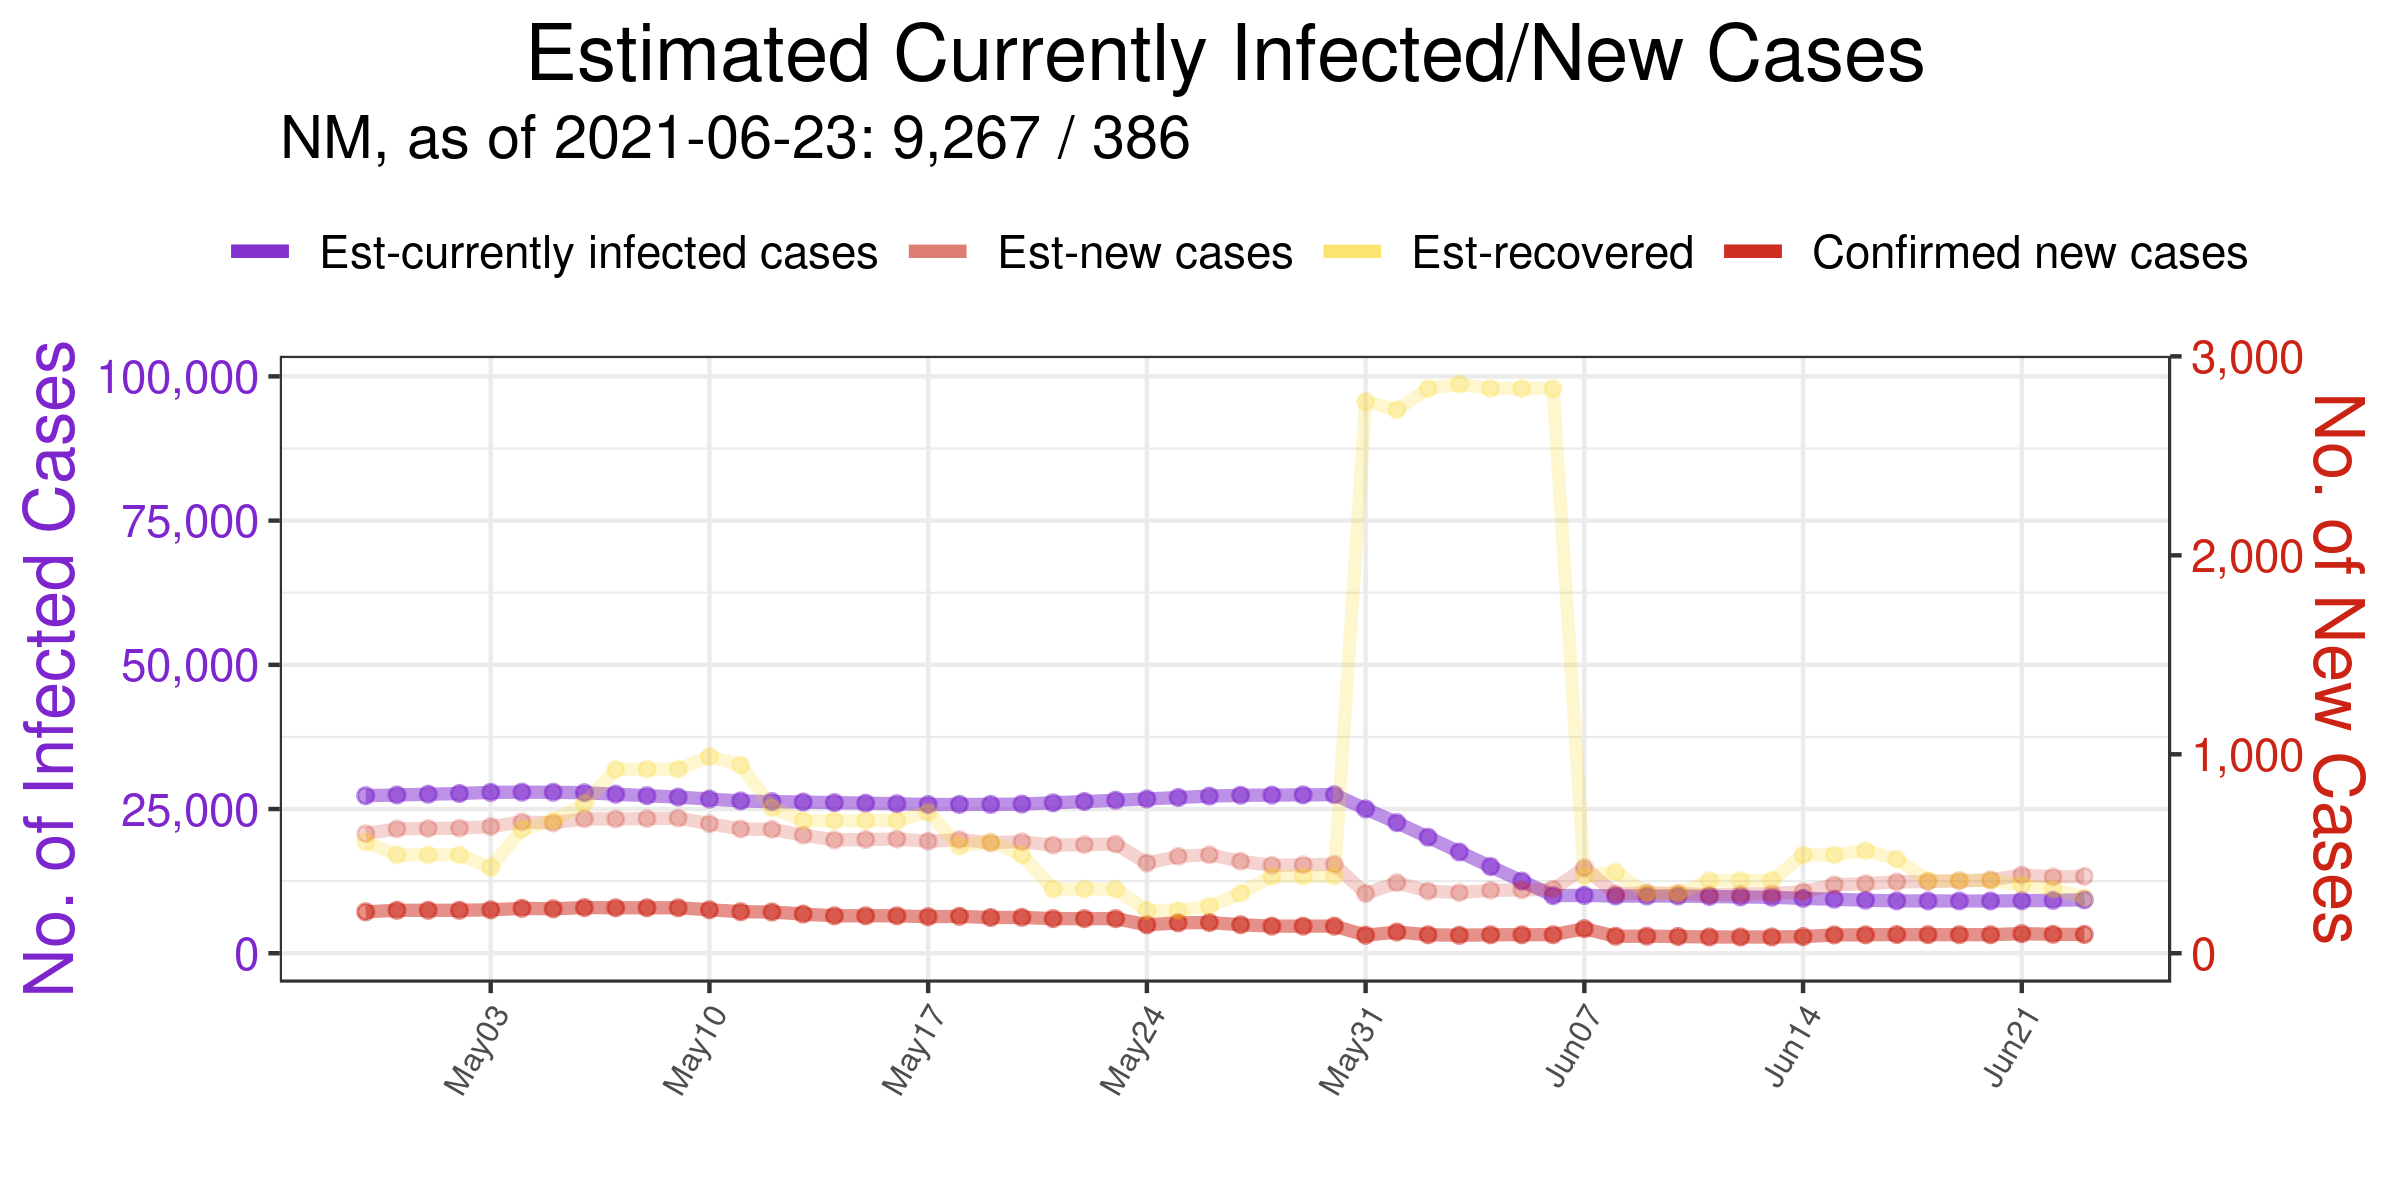 Estimated Currently Infected/New Cases
NM, as of 2021-06-23: 9,267 / 386
Est-currently infected cases Est-new cases Est-recovered Confirmed new cases
No. of Infected Cases
100,000
75,000
50,000
25,000
0
3,000
2,000
1,000
0
No. of New Cases
May03 May10 May17 May24 May31 Jun07 Jun14 Jun21